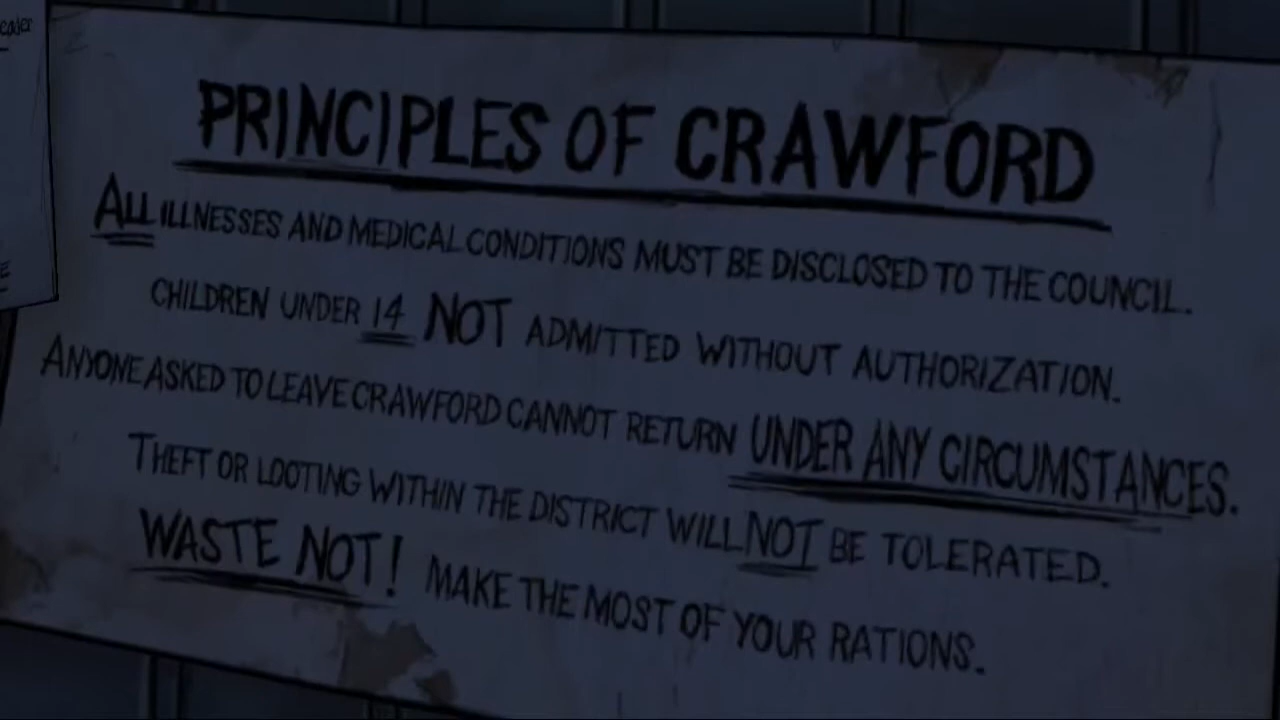 ealer
PRINCIPLES OF CRAWFORD
ALL ILLNESSES AND MEDICAL CONDITIONS MUST BE DISCLOSED TO THE COUNCIL.
CHILDREN UNDER 14 NOT ADMITTED WITHOUT AUTHORIZATION.
ANYONE ASKED TO LEAVE CRAWFORD CANNOT RETURN UNDER ANY CIRCUMSTANCES.
THEFT OR LOOTING WITHIN THE DISTRICT WILL NOT BE TOLERATED.
WASTE NOT! MAKE THE MOST OF YOUR RATIONS.